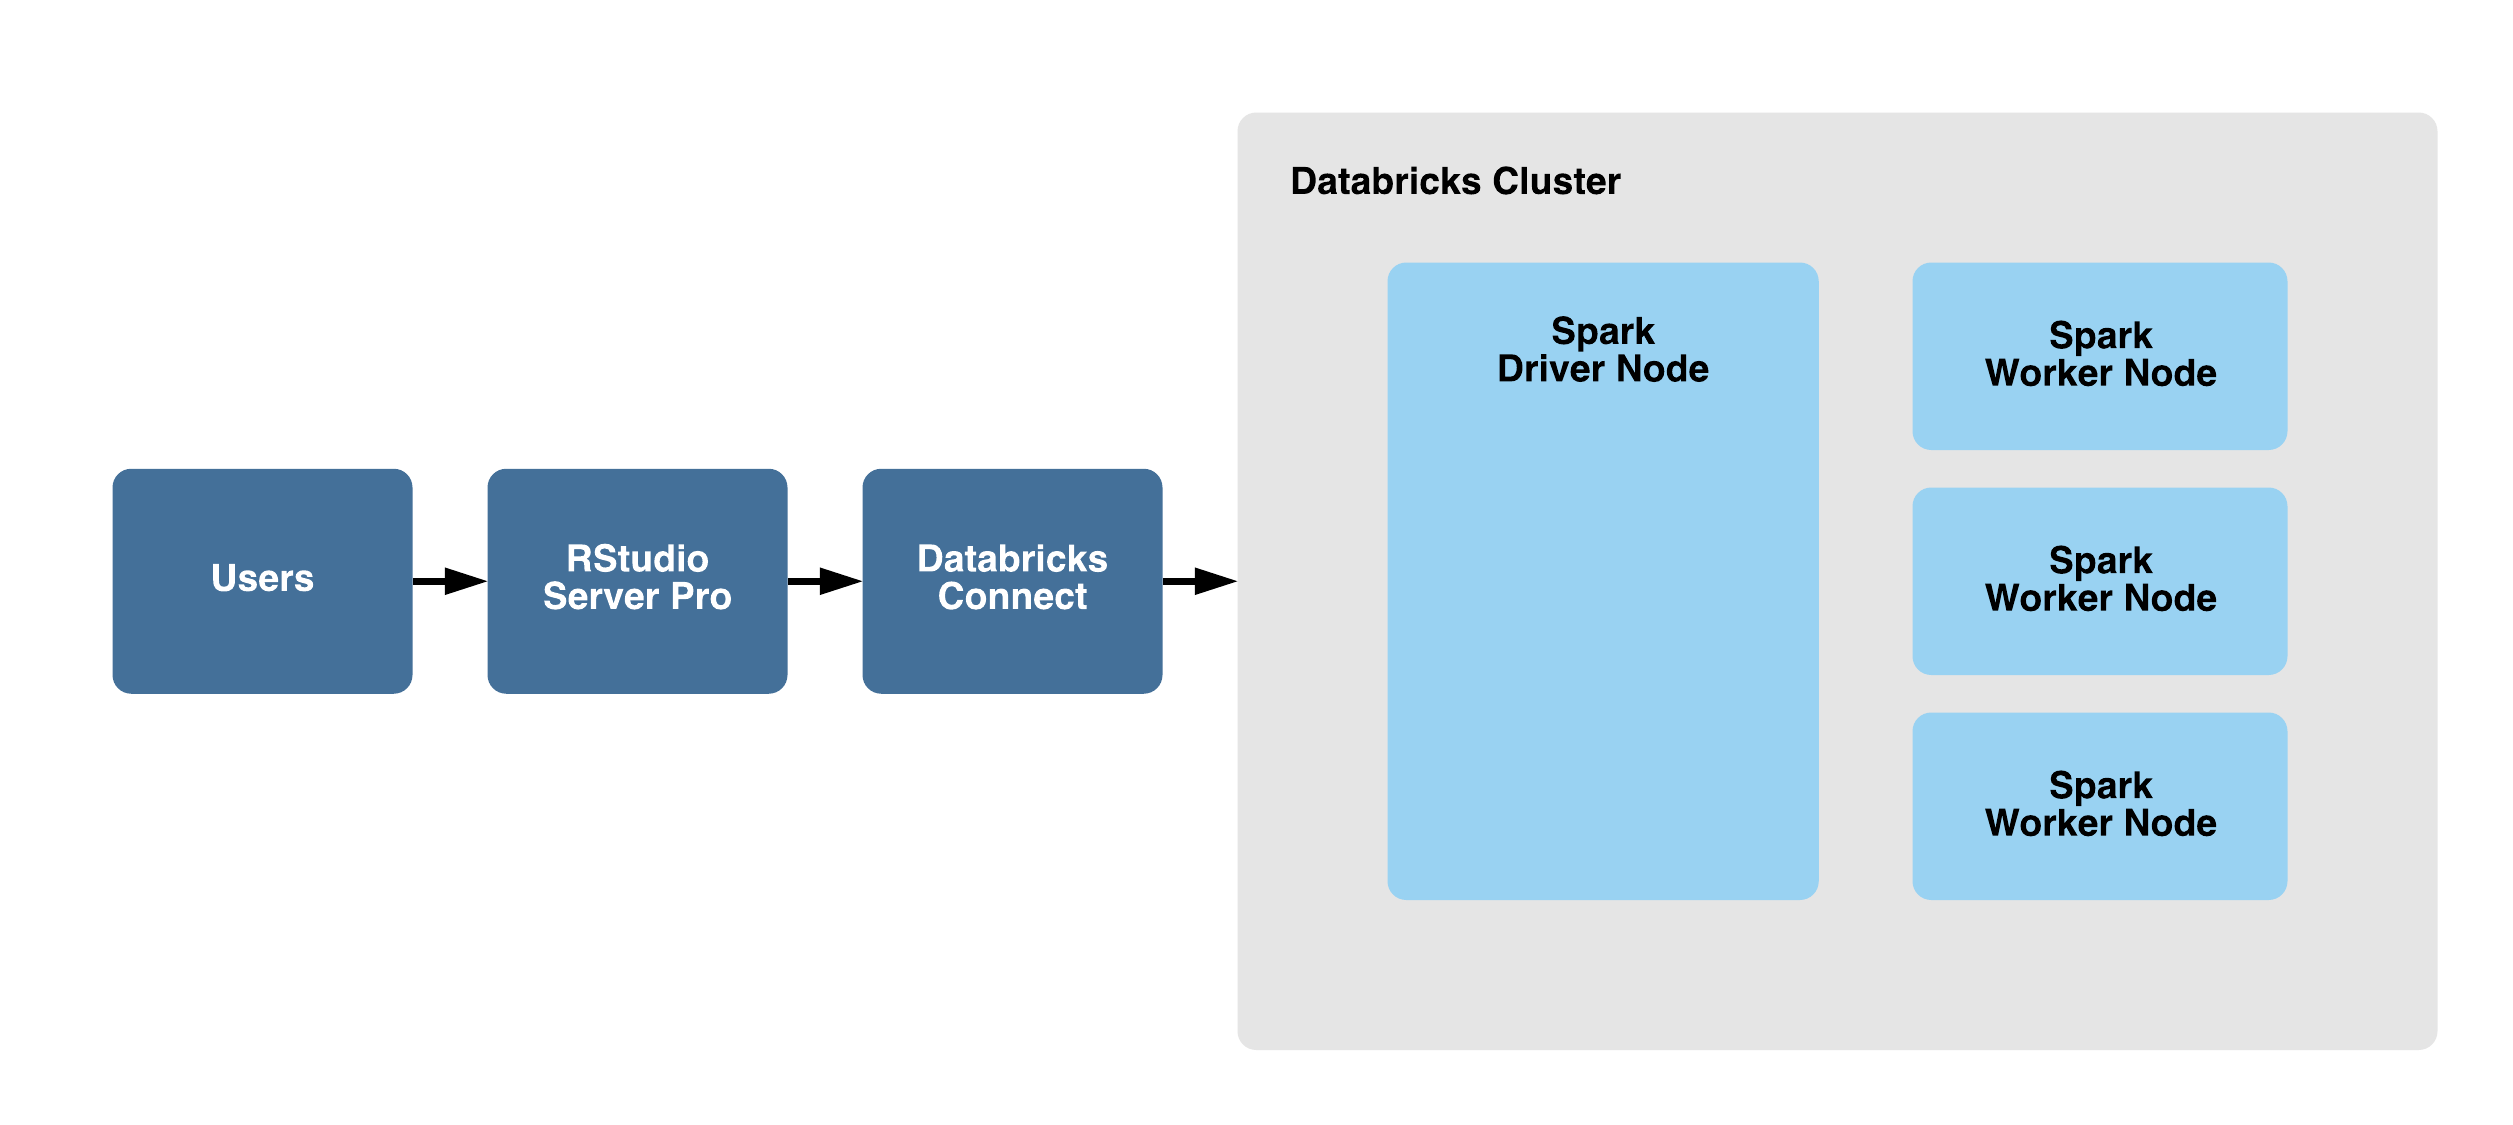 Users
RStudio
Server Pro
Databricks
Connect
Databricks Cluster
Spark
Driver Node
Spark
Worker Node
Spark
Worker Node
Spark
Worker Node